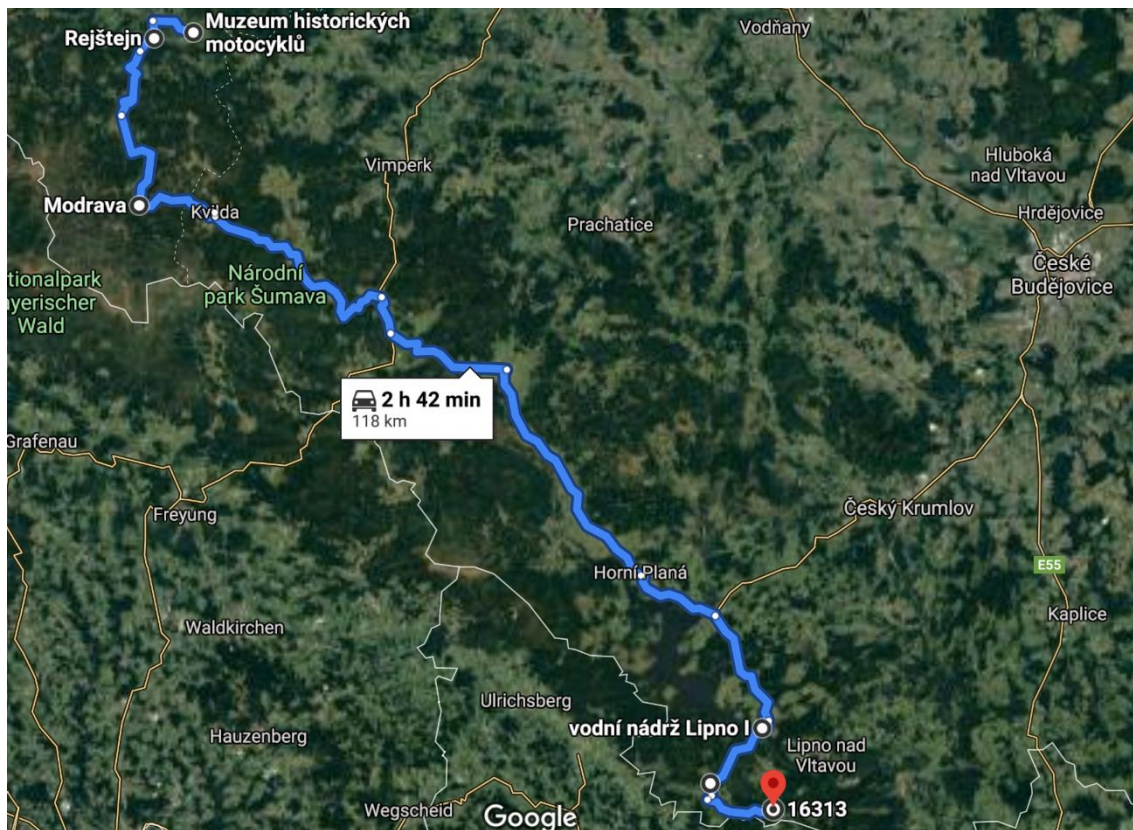 Muzeum historických
motocyklů
Rejštejn
Vodňany
Vimperk
Hluboká
nad Vltavou
Modrava
Kvilda
Prachatice
Hrdějovice
České
Budějovice
Národní
park Šumava
tionalpark
ayerischer
Wald
2 h 42 min
118 km
Grafenau
Freyung
Český Krumlov
Horní Planá
E55
Kaplice
Waldkirchen
Ulrichsberg
vodní nádrž Lipno I
Hauzenberg
Lipno nad
Vltavou
Wegscheid
Google
16313